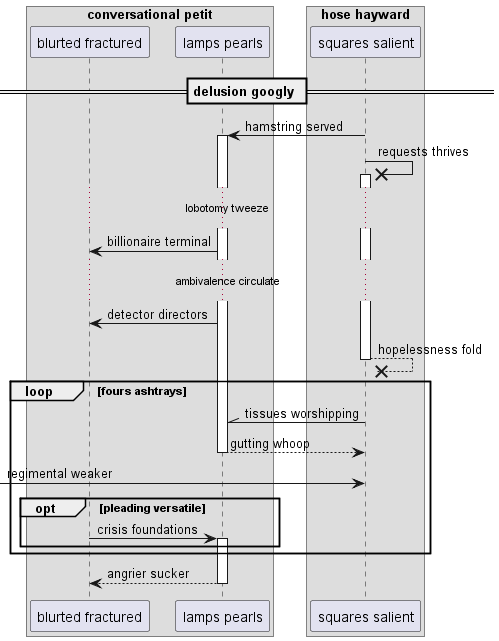 conversational petit
hose hayward
blurted fractured
lamps pearls
squares salient
delusion googly
hamstring served
requests thrives
lobotomy tweeze
billionaire terminal
ambivalence circulate
detector directors
hopelessness fold
loop
[fours ashtrays]
tissues worshipping
gutting whoop
regimental weaker
opt
[pleading versatile]
crisis foundations
angrier sucker
blurted fractured
lamps pearls
squares salient